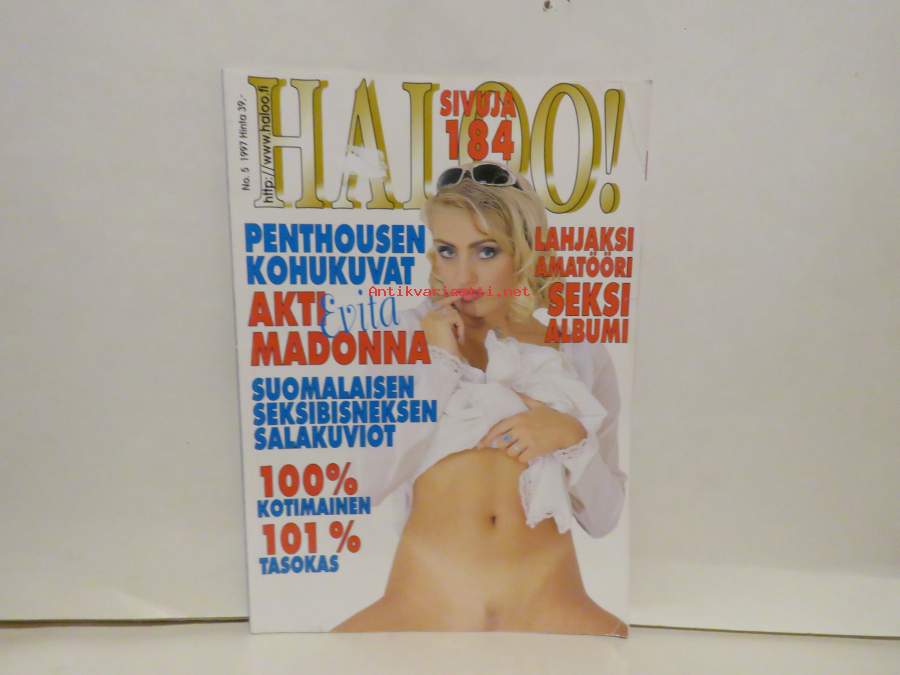 HALOO!
SIVUJA
184
No. 5 1997 Hinta 39,-
http://www.haloo.fi
PENTHOUSEN
KOHUKUVAT
AKTI Evita
MADONNA
SUOMALAISEN
SEKSIBISNEKSEN
SALAKUVIOT
100%
KOTIMAINEN
101 %
TASOKAS
LAHJAKSI
AMATÖÖRI
SEKSI
ALBUMI
Antikvariaatti.net